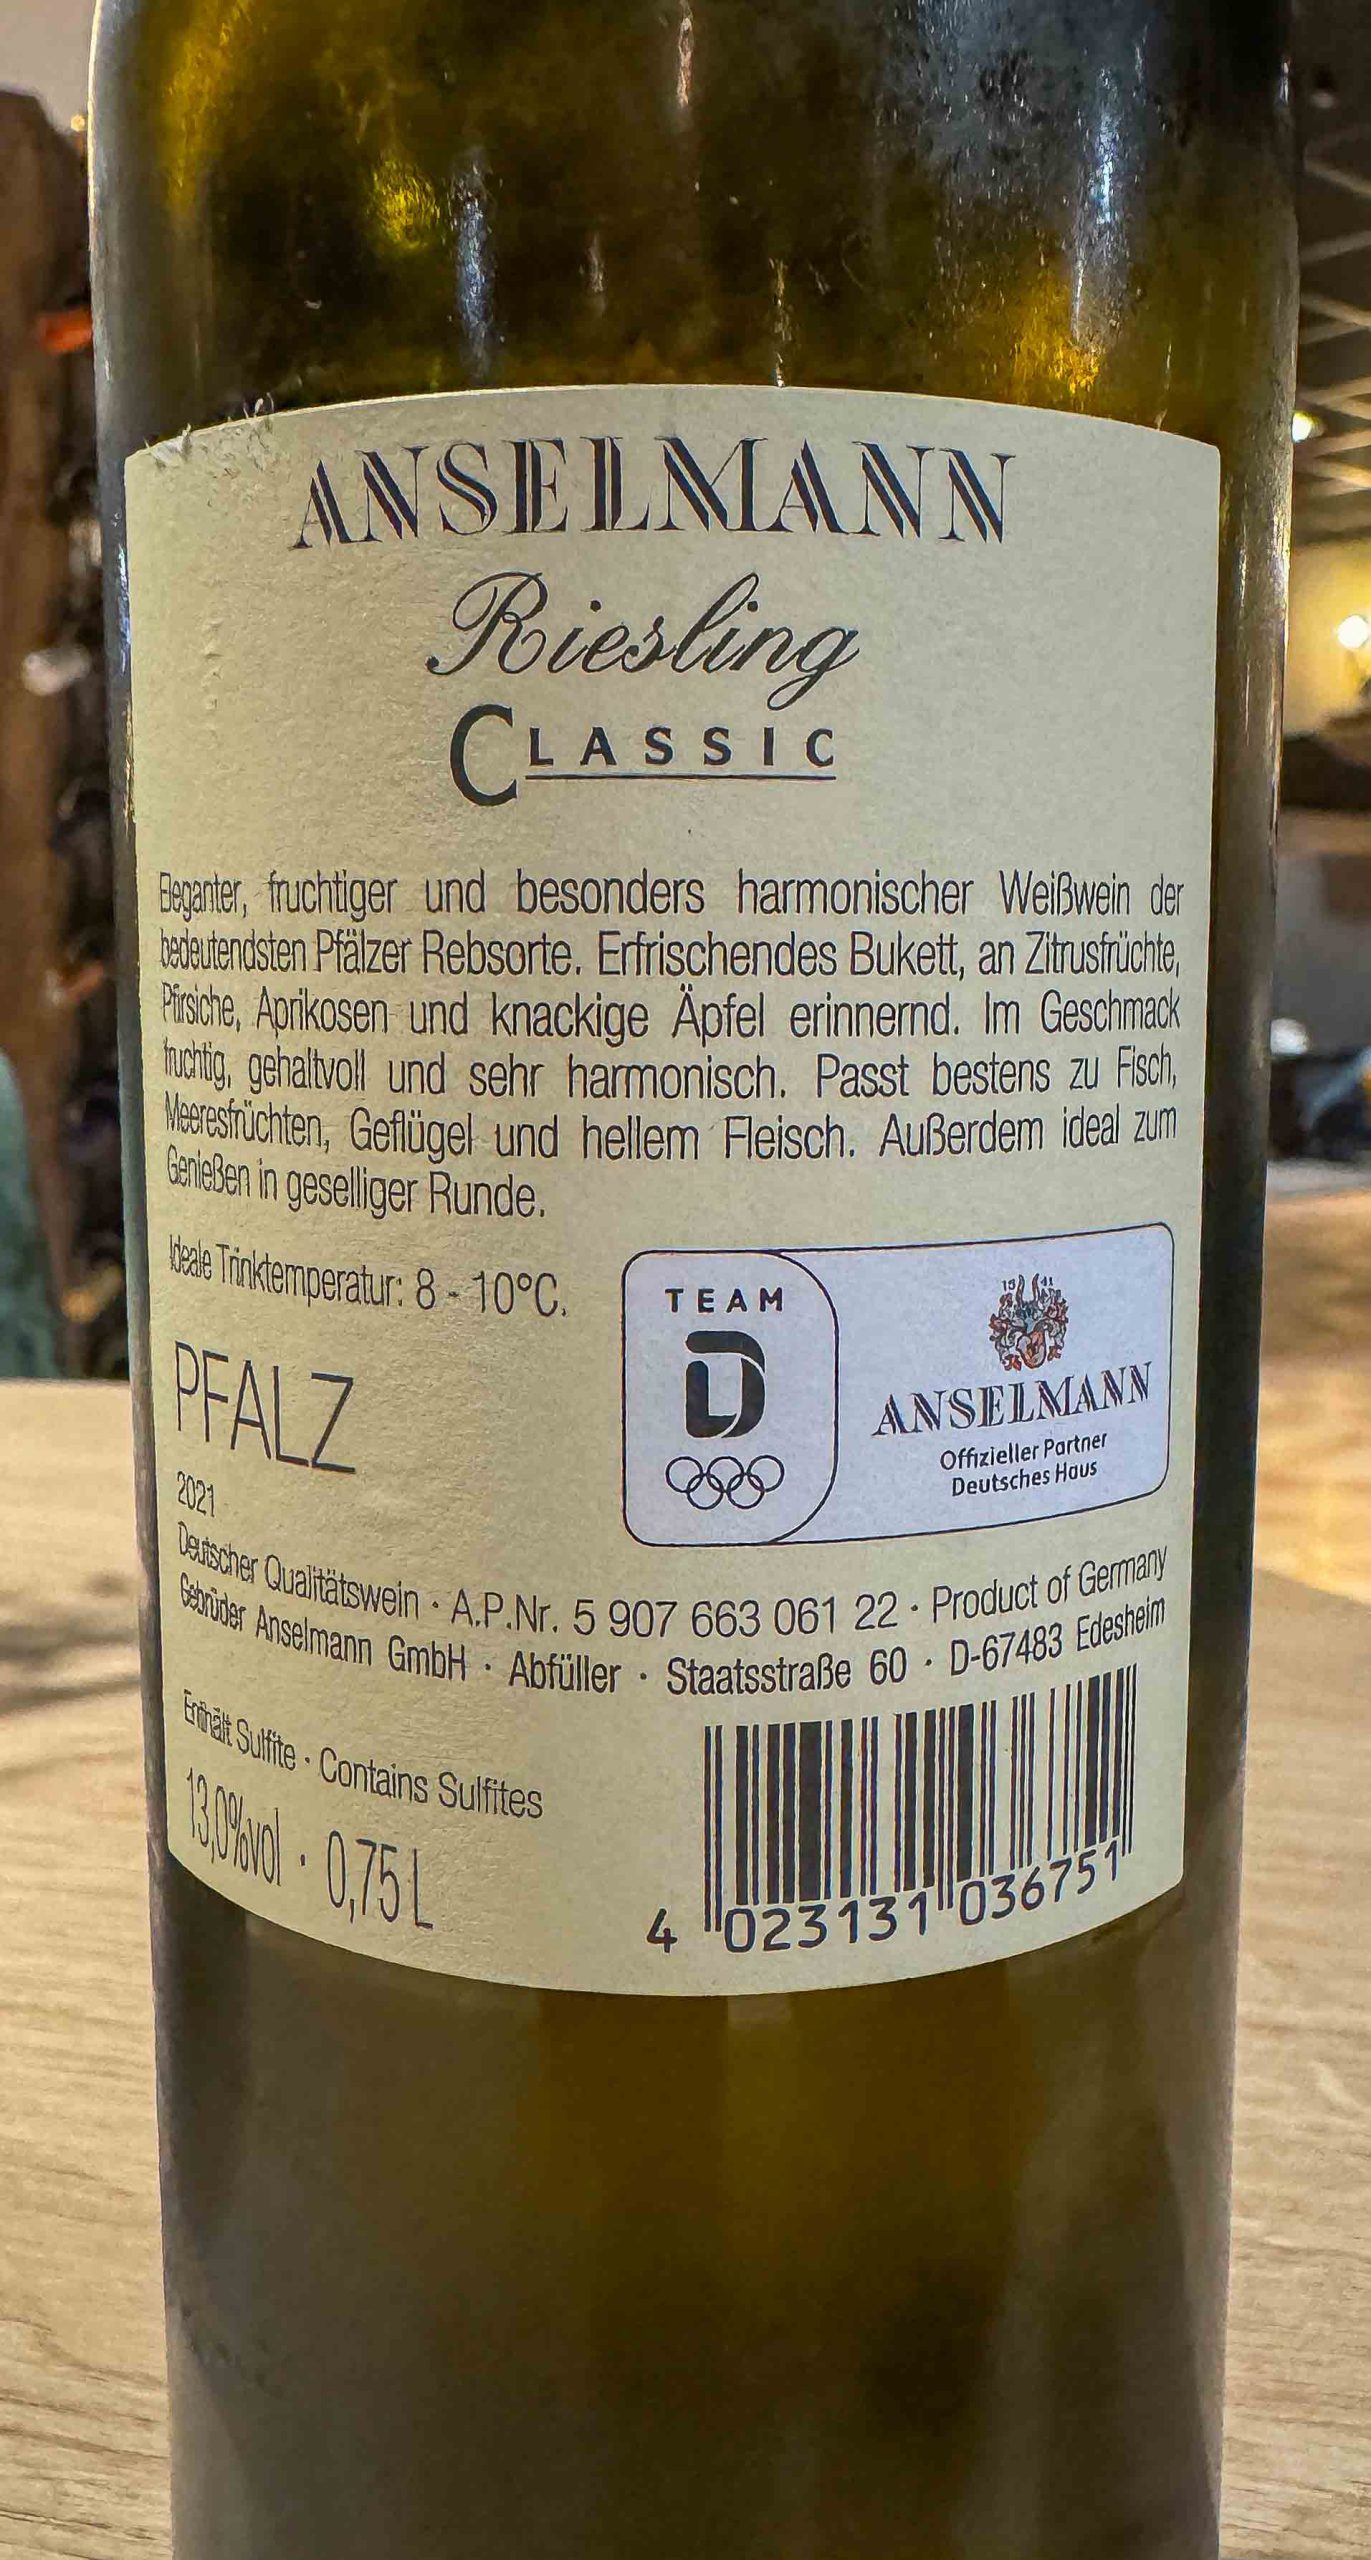 ANSELMANN
Riesling
CLASSIC
Eleganter, fruchtiger und besonders harmonischer Weißwein der
bedeutendsten Pfälzer Rebsorte. Erfrischendes Bukett, an Zitrusfrüchte,
Pfirsiche, Aprikosen und knackige Äpfel erinnernd. Im Geschmack
fruchtig, gehaltvoll und sehr harmonisch. Passt bestens zu Fisch,
Meeresfrüchten, Geflügel und hellem Fleisch. Außerdem ideal zum
Genießen in geselliger Runde.
Ideale Trinktemperatur: 8 - 10°C.
TEAM
D
ANSELMANN
Offizieller Partner
Deutsches Haus
PFALZ
2021
Deutscher Qualitätswein · A.P.Nr. 5 907 663 061 22 · Product of Germany
Gebrüder Anselmann GmbH · Abfüller · Staatsstraße 60 · D-67483 Edesheim
Enthält Sulfite · Contains Sulfites
13,0%vol · 0,75 L
4 023131 036751